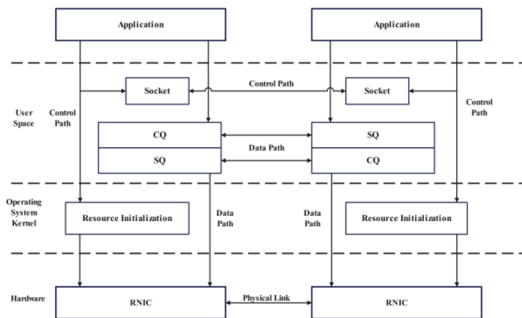 Application
Application
Socket
Control Path
Socket
User
Space
Control
Path
Control
Path
CQ
SQ
Data Path
SQ
CQ
Operating
System
Kernel
Resource Initialization
Data
Path
Data
Path
Resource Initialization
Hardware
RNIC
Physical Link
RNIC